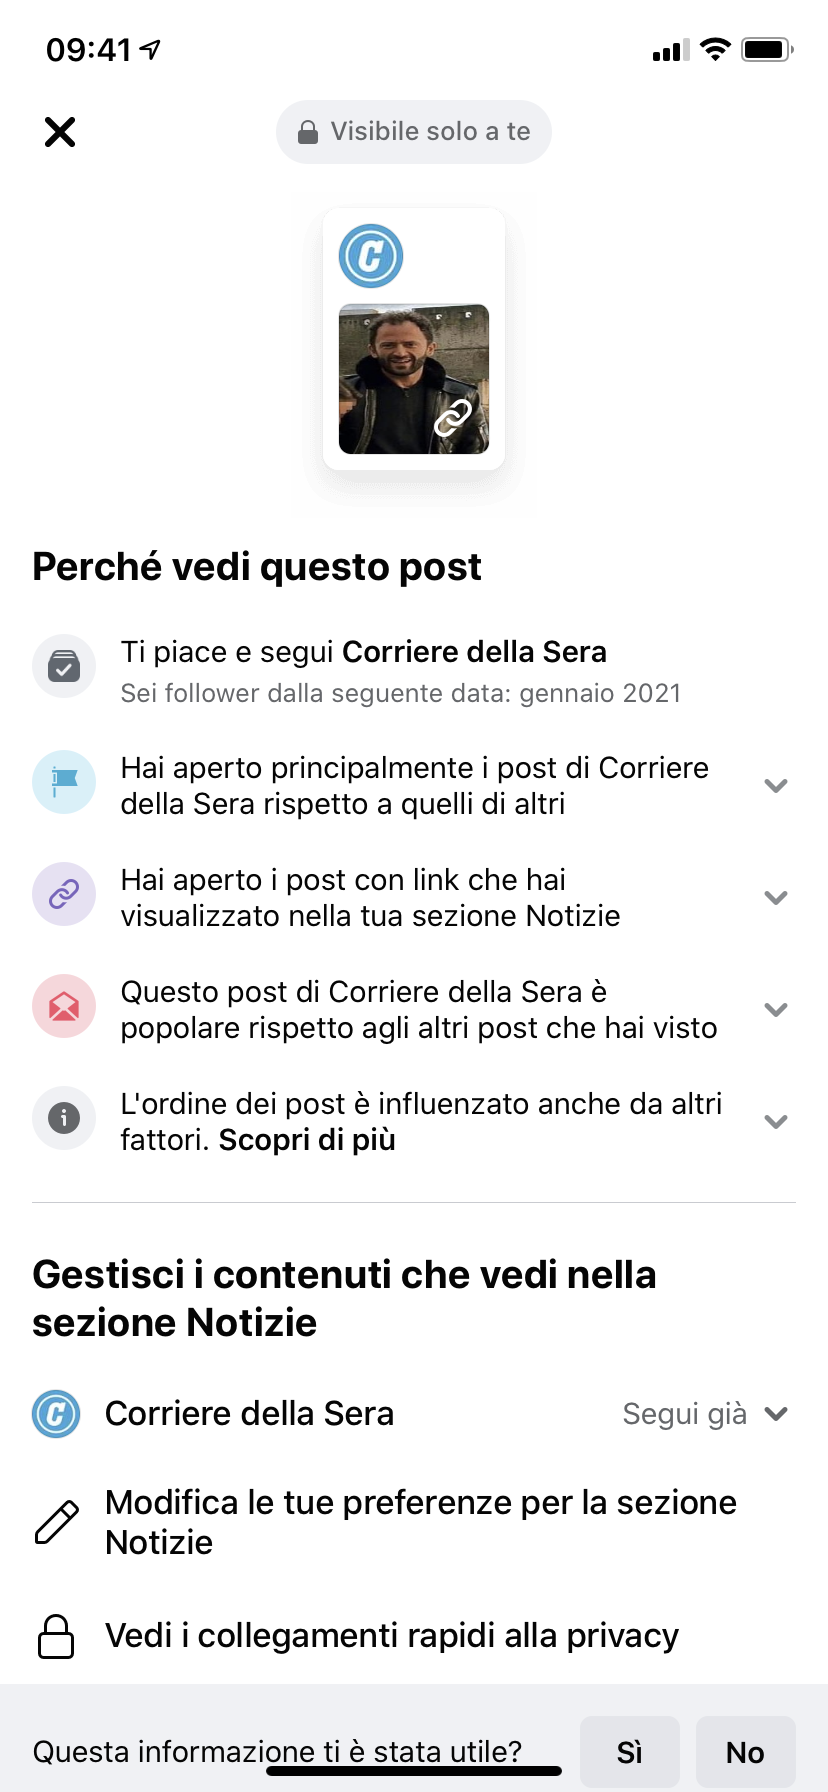 09:41
Visibile solo a te
C
Perché vedi questo post
Ti piace e segui Corriere della Sera
Sei follower dalla seguente data: gennaio 2021
Hai aperto principalmente i post di Corriere
della Sera rispetto a quelli di altri
Hai aperto i post con link che hai
visualizzato nella tua sezione Notizie
Questo post di Corriere della Sera è
popolare rispetto agli altri post che hai visto
L'ordine dei post è influenzato anche da altri
fattori. Scopri di più
Gestisci i contenuti che vedi nella
sezione Notizie
C Corriere della Sera Segui già
Modifica le tue preferenze per la sezione
Notizie
Vedi i collegamenti rapidi alla privacy
Questa informazione ti è stata utile? Sì No